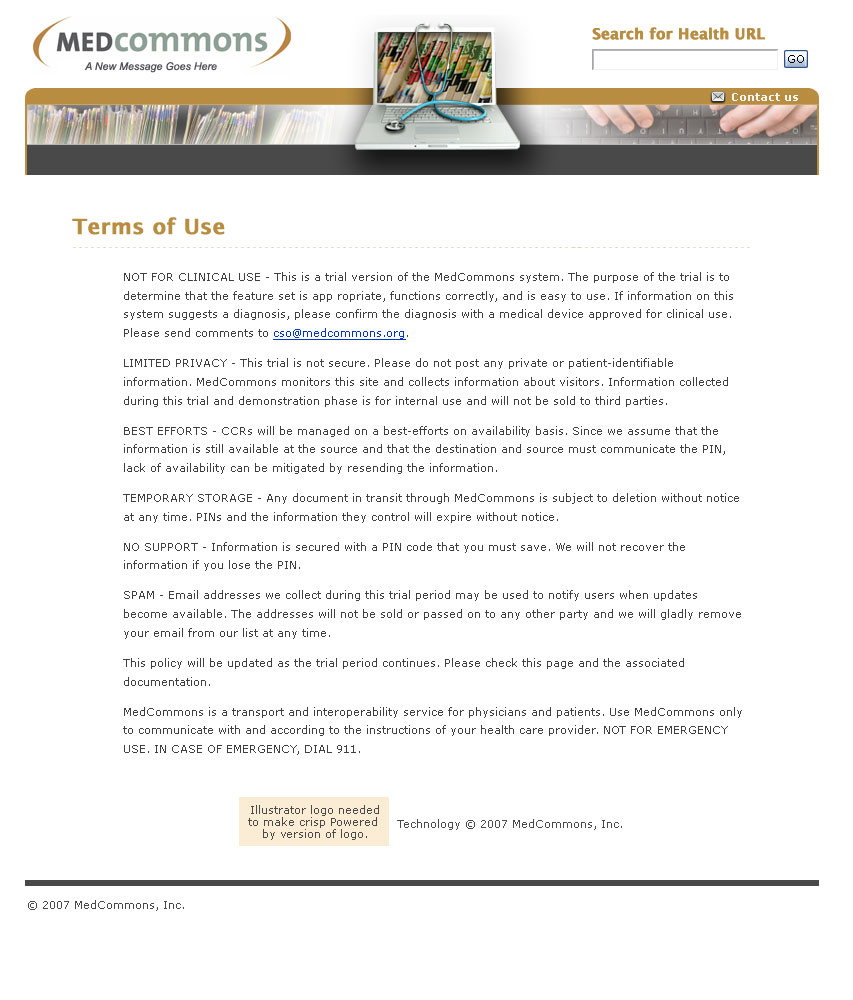 MEDcommons
A New Message Goes Here
Search for Health URL
GO
Contact us
Terms of Use
NOT FOR CLINICAL USE - This is a trial version of the MedCommons system. The purpose of the trial is to
determine that the feature set is app ropriate, functions correctly, and is easy to use. If information on this
system suggests a diagnosis, please confirm the diagnosis with a medical device approved for clinical use.
Please send comments to cso@medcommons.org.
LIMITED PRIVACY - This trial is not secure. Please do not post any private or patient-identifiable
information. MedCommons monitors this site and collects information about visitors. Information collected
during this trial and demonstration phase is for internal use and will not be sold to third parties.
BEST EFFORTS - CCRs will be managed on a best-efforts on availability basis. Since we assume that the
information is still available at the source and that the destination and source must communicate the PIN,
lack of availability can be mitigated by resending the information.
TEMPORARY STORAGE - Any document in transit through MedCommons is subject to deletion without notice
at any time. PINs and the information they control will expire without notice.
NO SUPPORT - Information is secured with a PIN code that you must save. We will not recover the
information if you lose the PIN.
SPAM - Email addresses we collect during this trial period may be used to notify users when updates
become available. The addresses will not be sold or passed on to any other party and we will gladly remove
your email from our list at any time.
This policy will be updated as the trial period continues. Please check this page and the associated
documentation.
MedCommons is a transport and interoperability service for physicians and patients. Use MedCommons only
to communicate with and according to the instructions of your health care provider. NOT FOR EMERGENCY
USE. IN CASE OF EMERGENCY, DIAL 911.
Illustrator logo needed
to make crisp Powered
by version of logo.
Technology © 2007 MedCommons, Inc.
© 2007 MedCommons, Inc.